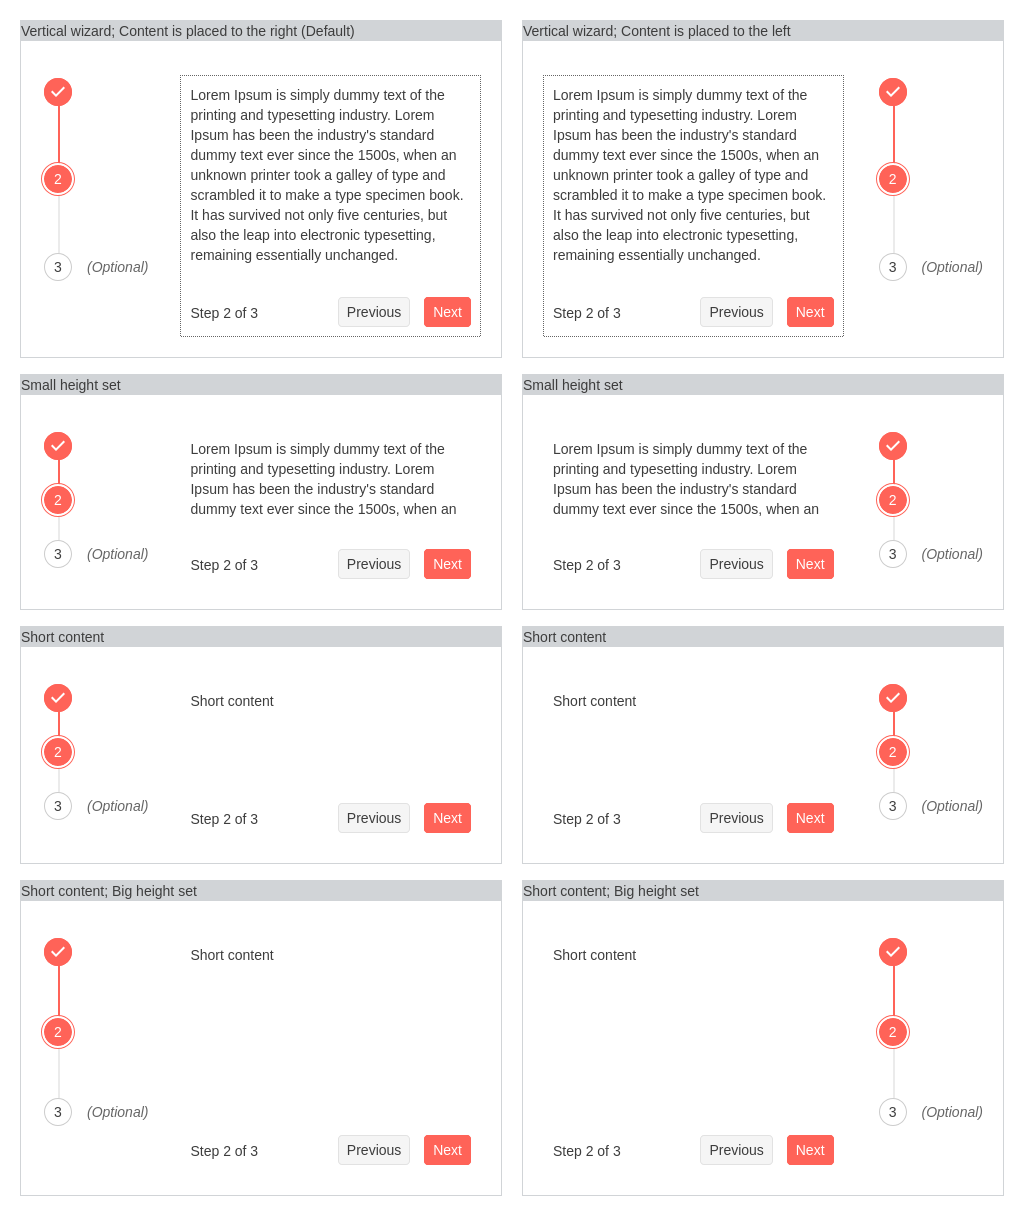 Vertical wizard; Content is placed to the right (Default)
Lorem Ipsum is simply dummy text of the
printing and typesetting industry. Lorem
Ipsum has been the industry's standard
dummy text ever since the 1500s, when an
2
unknown printer took a galley of type and
scrambled it to make a type specimen book.
It has survived not only five centuries, but
also the leap into electronic typesetting,
remaining essentially unchanged.
3 (Optional)
Step 2 of 3 Previous Next
Vertical wizard; Content is placed to the left
Lorem Ipsum is simply dummy text of the
printing and typesetting industry. Lorem
Ipsum has been the industry's standard
dummy text ever since the 1500s, when an
unknown printer took a galley of type and
2
scrambled it to make a type specimen book.
It has survived not only five centuries, but
also the leap into electronic typesetting,
remaining essentially unchanged.
3 (Optional)
Step 2 of 3 Previous Next
Small height set
Lorem Ipsum is simply dummy text of the
printing and typesetting industry. Lorem
Ipsum has been the industry's standard
2
dummy text ever since the 1500s, when an
3 (Optional)
Step 2 of 3 Previous Next
Small height set
Lorem Ipsum is simply dummy text of the
printing and typesetting industry. Lorem
Ipsum has been the industry's standard
2
dummy text ever since the 1500s, when an
3 (Optional)
Step 2 of 3 Previous Next
Short content
Short content
2
3 (Optional)
Step 2 of 3 Previous Next
Short content
Short content
2
3 (Optional)
Step 2 of 3 Previous Next
Short content; Big height set
Short content
2
3 (Optional)
Step 2 of 3 Previous Next
Short content; Big height set
Short content
2
3 (Optional)
Step 2 of 3 Previous Next